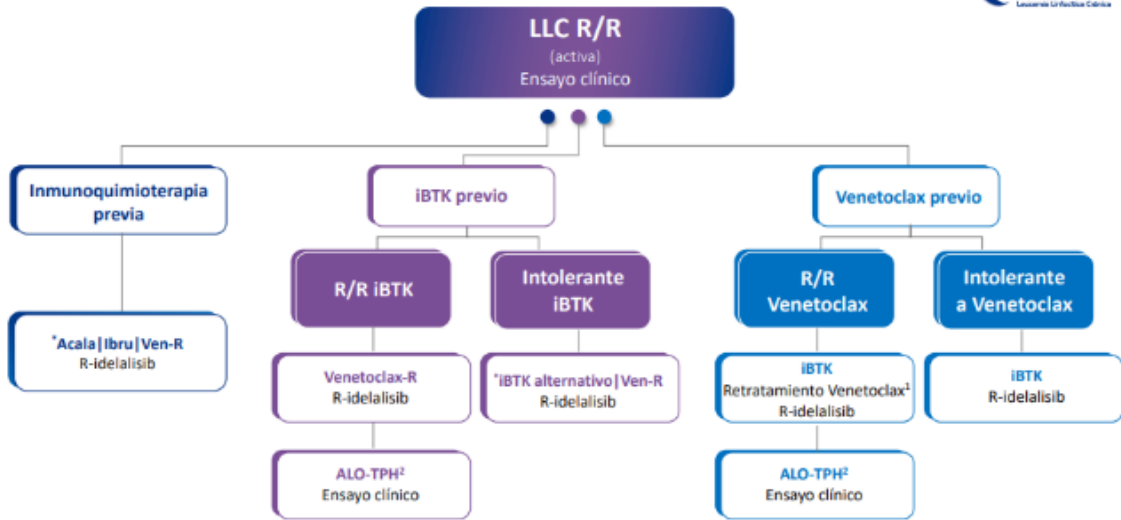 Leucemia Linfocítica Crónica
LLC R/R
(activa)
Ensayo clínico
Inmunoquimioterapia
previa
iBTK previo
Venetoclax previo
R/R iBTK
Intolerante
iBTK
R/R
Venetoclax
Intolerante
a Venetoclax
*Acala|Ibru|Ven-R
R-idelalisib
Venetoclax-R
R-idelalisib
*iBTK alternativo|Ven-R
R-idelalisib
iBTK
Retratamiento Venetoclax¹
R-idelalisib
iBTK
R-idelalisib
ALO-TPH²
Ensayo clínico
ALO-TPH²
Ensayo clínico